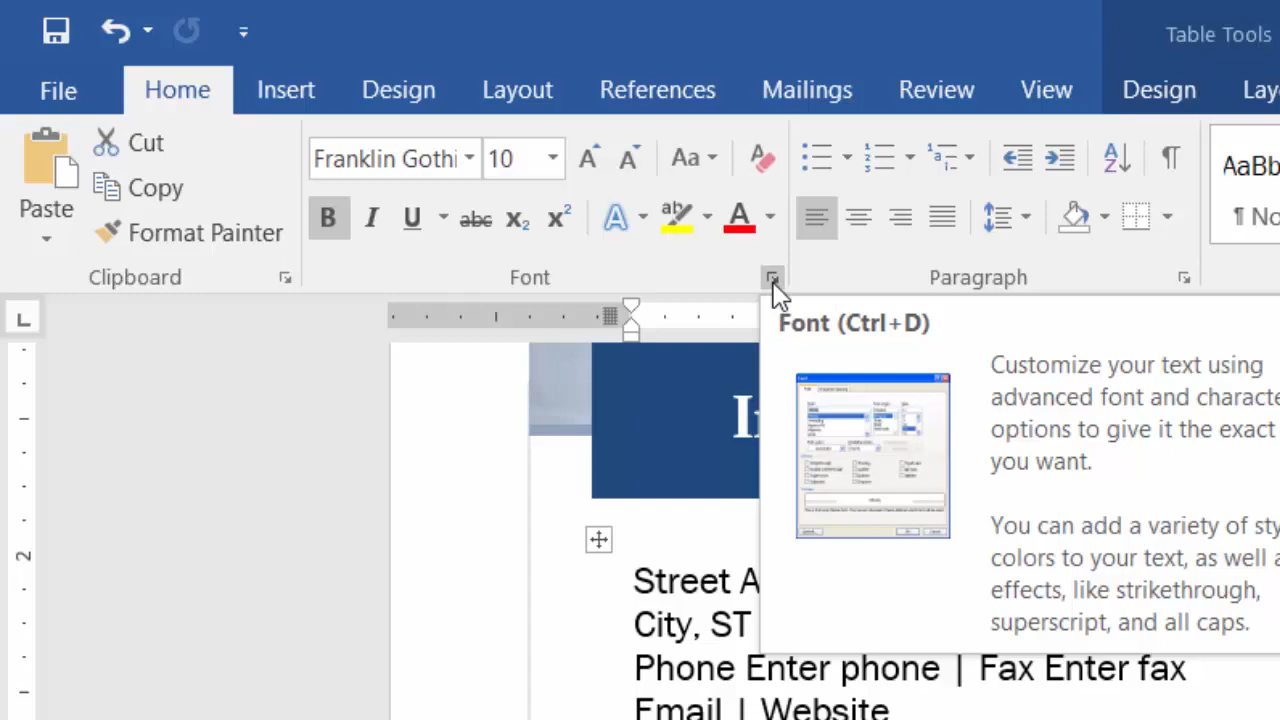 Table Tools
File Home Insert Design Layout References Mailings Review View Design Lay
Paste
Cut
Copy
Format Painter
Clipboard
Franklin Gothi 10
Aa
B I U abc x₂ x² A ab A
Font
Paragraph
AaBb
¶ No
L
Font (Ctrl+D)
Customize your text using
advanced font and characte
options to give it the exact
you want.
You can add a variety of sty
colors to your text, as well a
effects, like strikethrough,
superscript, and all caps.
2
Street A
City, ST
Phone Enter phone | Fax Enter fax
Email | Website